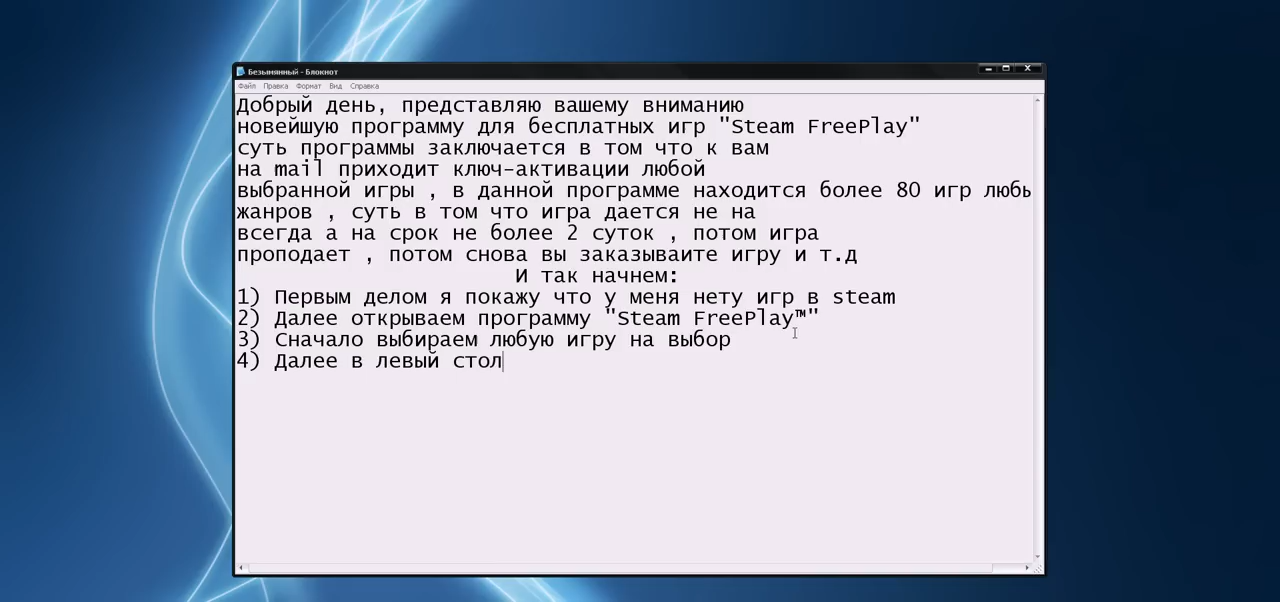 Безымянный - Блокнот
Файл Правка Формат Вид Справка
Добрый день, представляю вашему вниманию
новейшую программу для бесплатных игр "Steam FreePlay"
суть программы заключается в том что к вам
на mail приходит ключ-активации любой
выбранной игры , в данной программе находится более 80 игр любы
жанров , суть в том что игра дается не на
всегда а на срок не более 2 суток , потом игра
проподает , потом снова вы заказываите игру и т.д
И так начнем:
1) Первым делом я покажу что у меня нету игр в steam
2) Далее открываем программу "Steam FreePlay™"
3) Сначало выбираем любую игру на выбор
4) Далее в левый стол